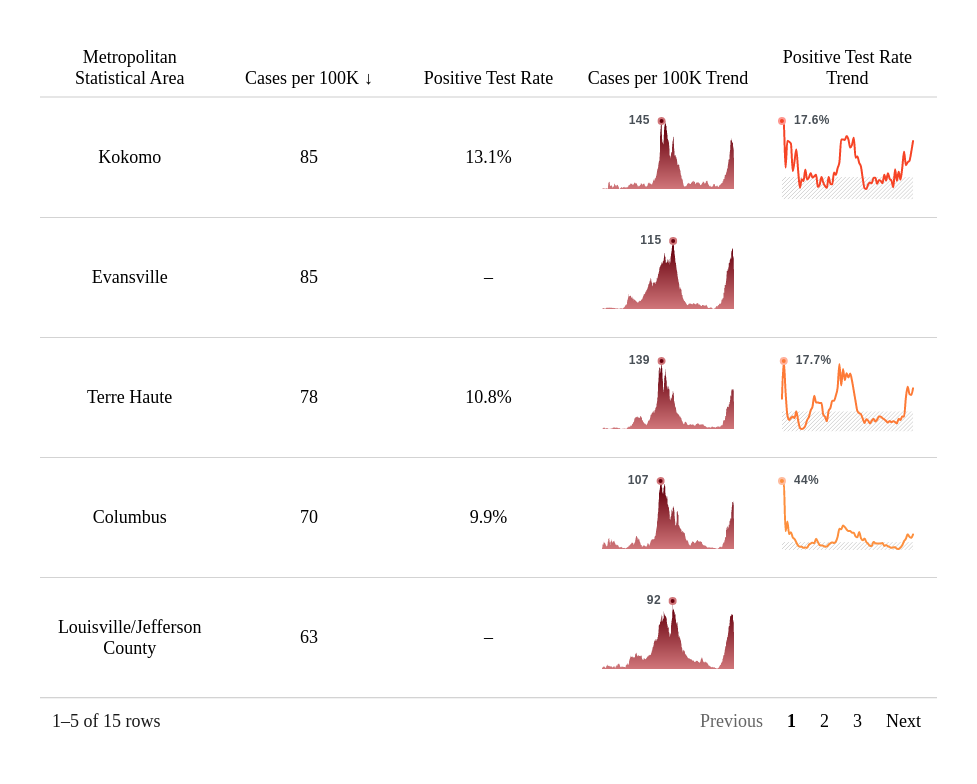 Metropolitan
Statistical Area
Cases per 100K ↓
Positive Test Rate
Cases per 100K Trend
Positive Test Rate
Trend
Kokomo
85
13.1%
145
17.6%
Evansville
85
–
115
Terre Haute
78
10.8%
139
17.7%
Columbus
70
9.9%
107
44%
Louisville/Jefferson
County
63
–
92
1–5 of 15 rows
Previous 1 2 3 Next